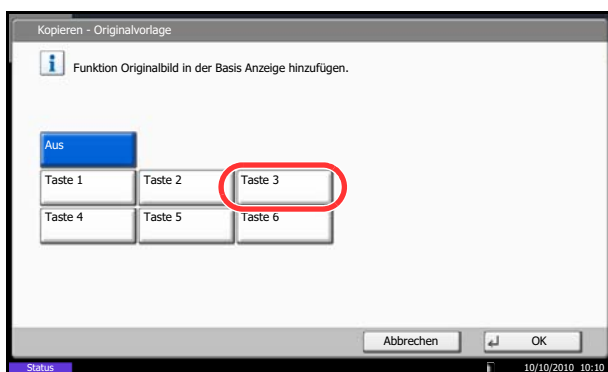 Kopieren - Originalvorlage
Funktion Originalbild in der Basis Anzeige hinzufügen.
Aus
Taste 1 Taste 2 Taste 3
Taste 4 Taste 5 Taste 6
Abbrechen OK
Status 10/10/2010 10:10